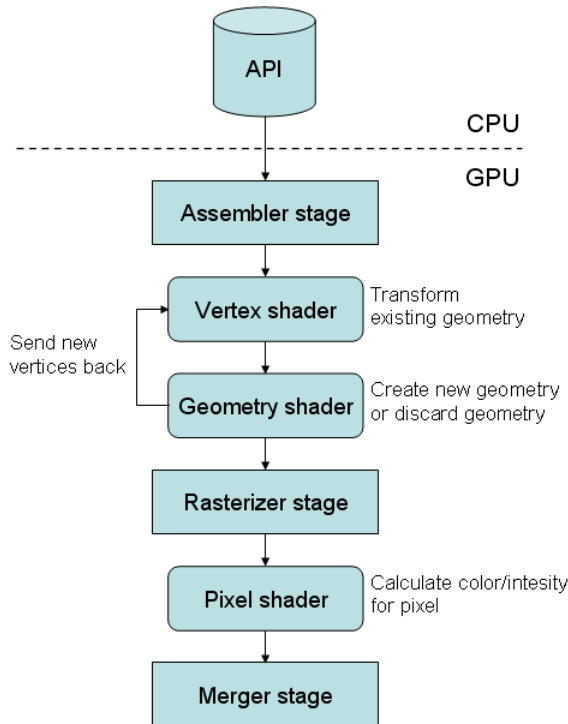 API
CPU
GPU
Assembler stage
Vertex shader
Transform
existing geometry
Send new
vertices back
Geometry shader
Create new geometry
or discard geometry
Rasterizer stage
Pixel shader
Calculate color/intesity
for pixel
Merger stage